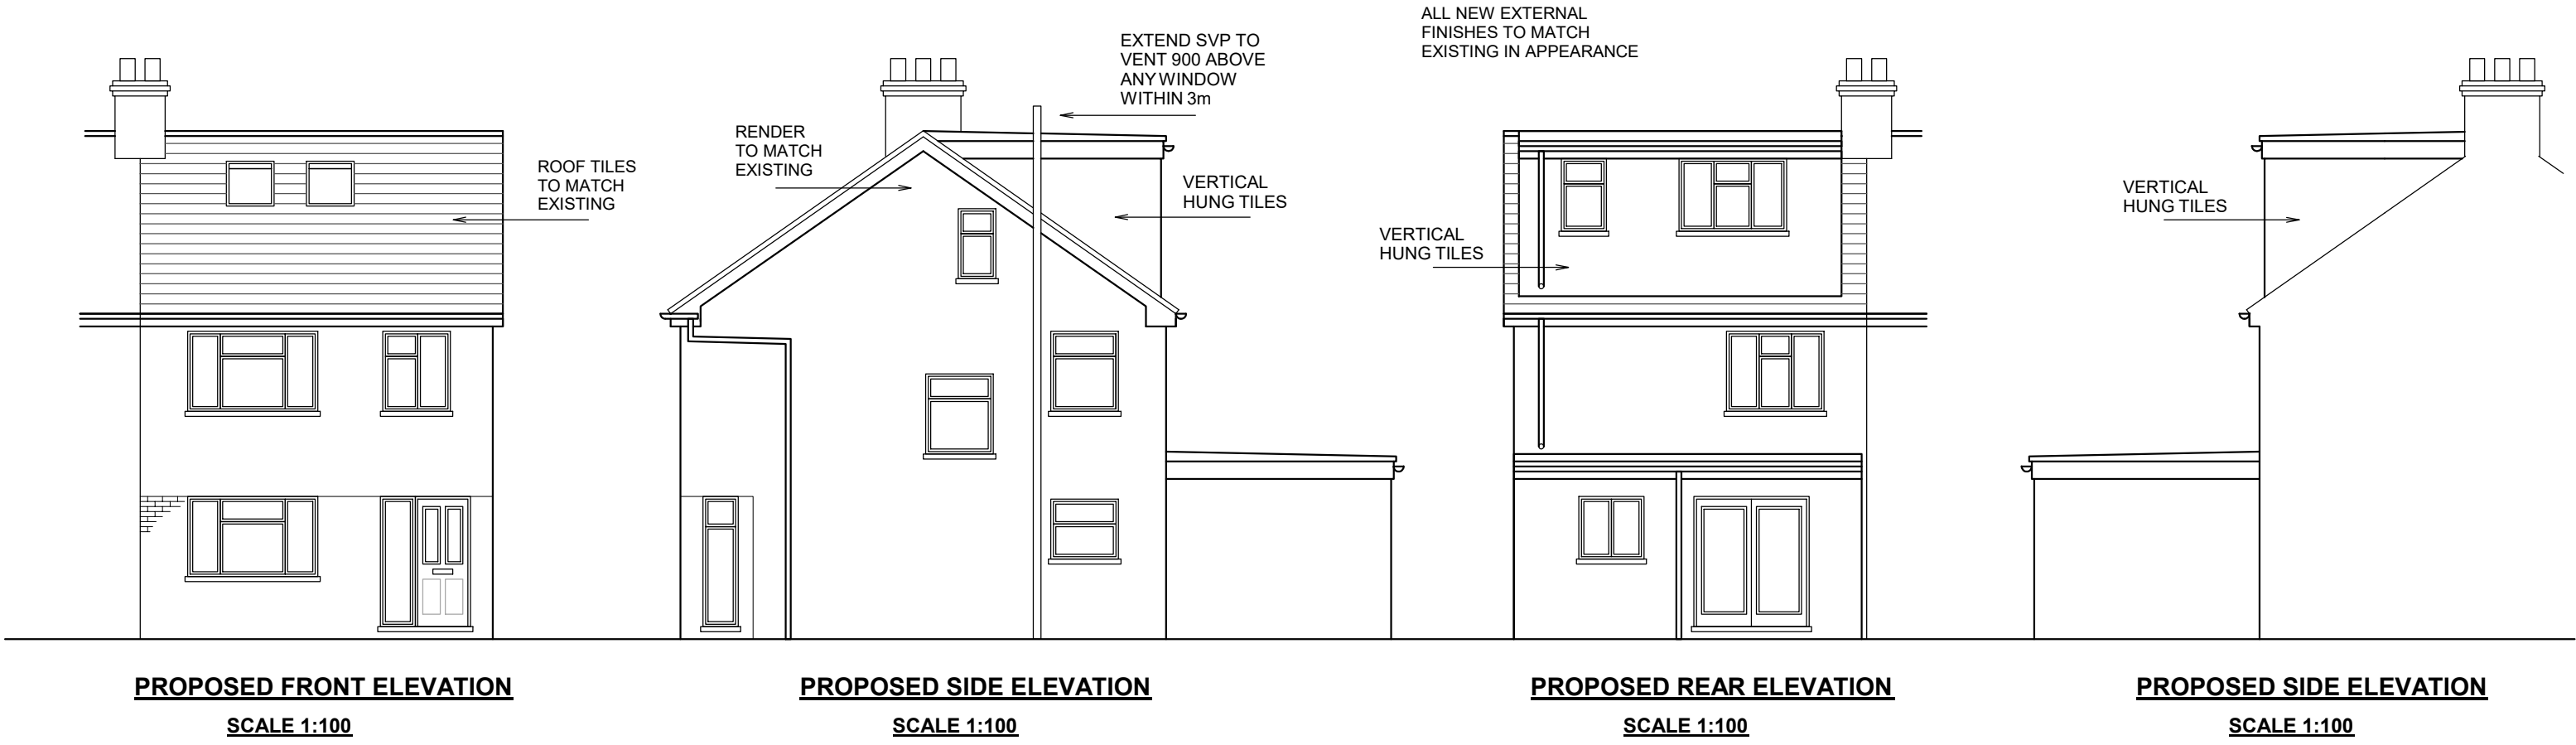 EXTEND SVP TO
VENT 900 ABOVE
ANY WINDOW
WITHIN 3m
ALL NEW EXTERNAL
FINISHES TO MATCH
EXISTING IN APPEARANCE
ROOF TILES
TO MATCH
EXISTING
RENDER
TO MATCH
EXISTING
VERTICAL
HUNG TILES
VERTICAL
HUNG TILES
VERTICAL
HUNG TILES
PROPOSED FRONT ELEVATION
SCALE 1:100
PROPOSED SIDE ELEVATION
SCALE 1:100
PROPOSED REAR ELEVATION
SCALE 1:100
PROPOSED SIDE ELEVATION
SCALE 1:100